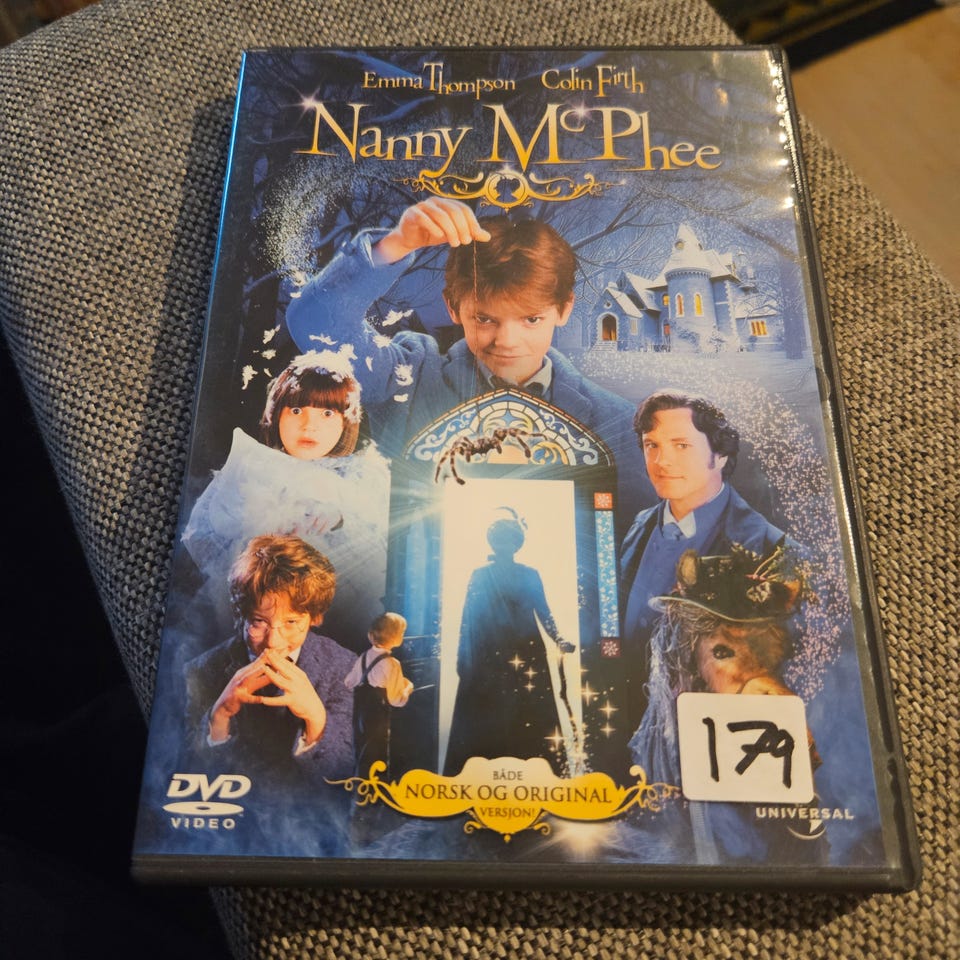 Emma Thompson Colin Firth
Nanny McPhee
BÅDE
NORSK OG ORIGINAL
VERSJON!
179
DVD
VIDEO
UNIVERSAL